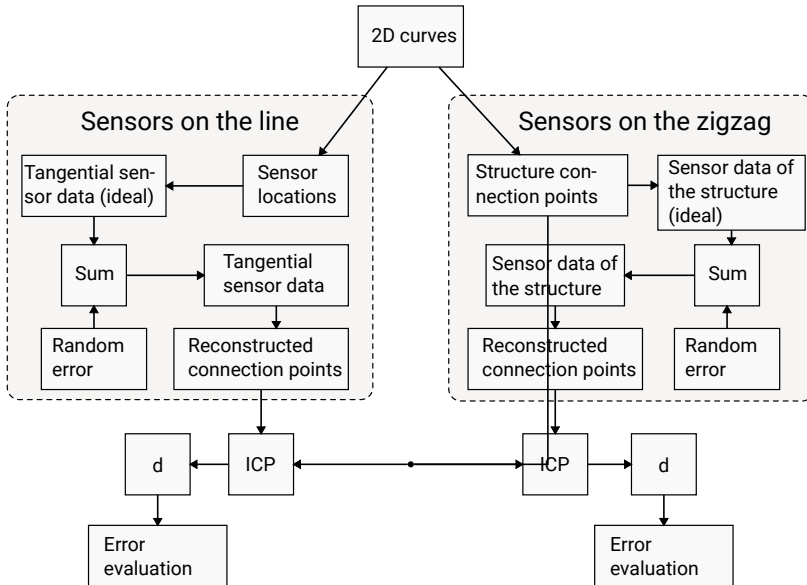 2D curves
Sensors on the line
Tangential sen-
sor data (ideal)
Sensor
locations
Sum
Tangential
sensor data
Random
error
Reconstructed
connection points
Sensors on the zigzag
Structure con-
nection points
Sensor data of
the structure
(ideal)
Sensor data of
the structure
Sum
Reconstructed
connection points
Random
error
d
ICP
ICP
d
Error
evaluation
Error
evaluation